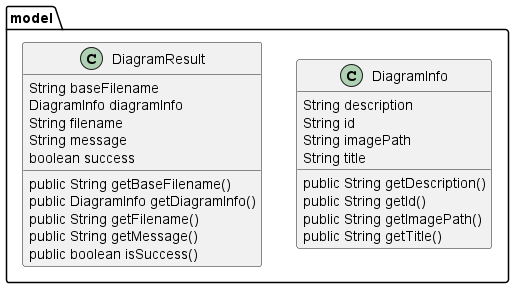 model
C DiagramResult
String baseFilename
DiagramInfo diagramInfo
String filename
String message
boolean success
public String getBaseFilename()
public DiagramInfo getDiagramInfo()
public String getFilename()
public String getMessage()
public boolean isSuccess()
C DiagramInfo
String description
String id
String imagePath
String title
public String getDescription()
public String getId()
public String getImagePath()
public String getTitle()